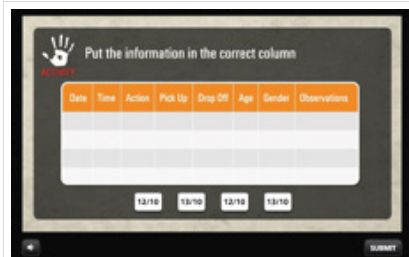 Put the information in the correct column
ACTIVITY
Date Time Action Pick Up Drop Off Age Gender Observations
12/10 13/10 12/10 13/10
SUBMIT